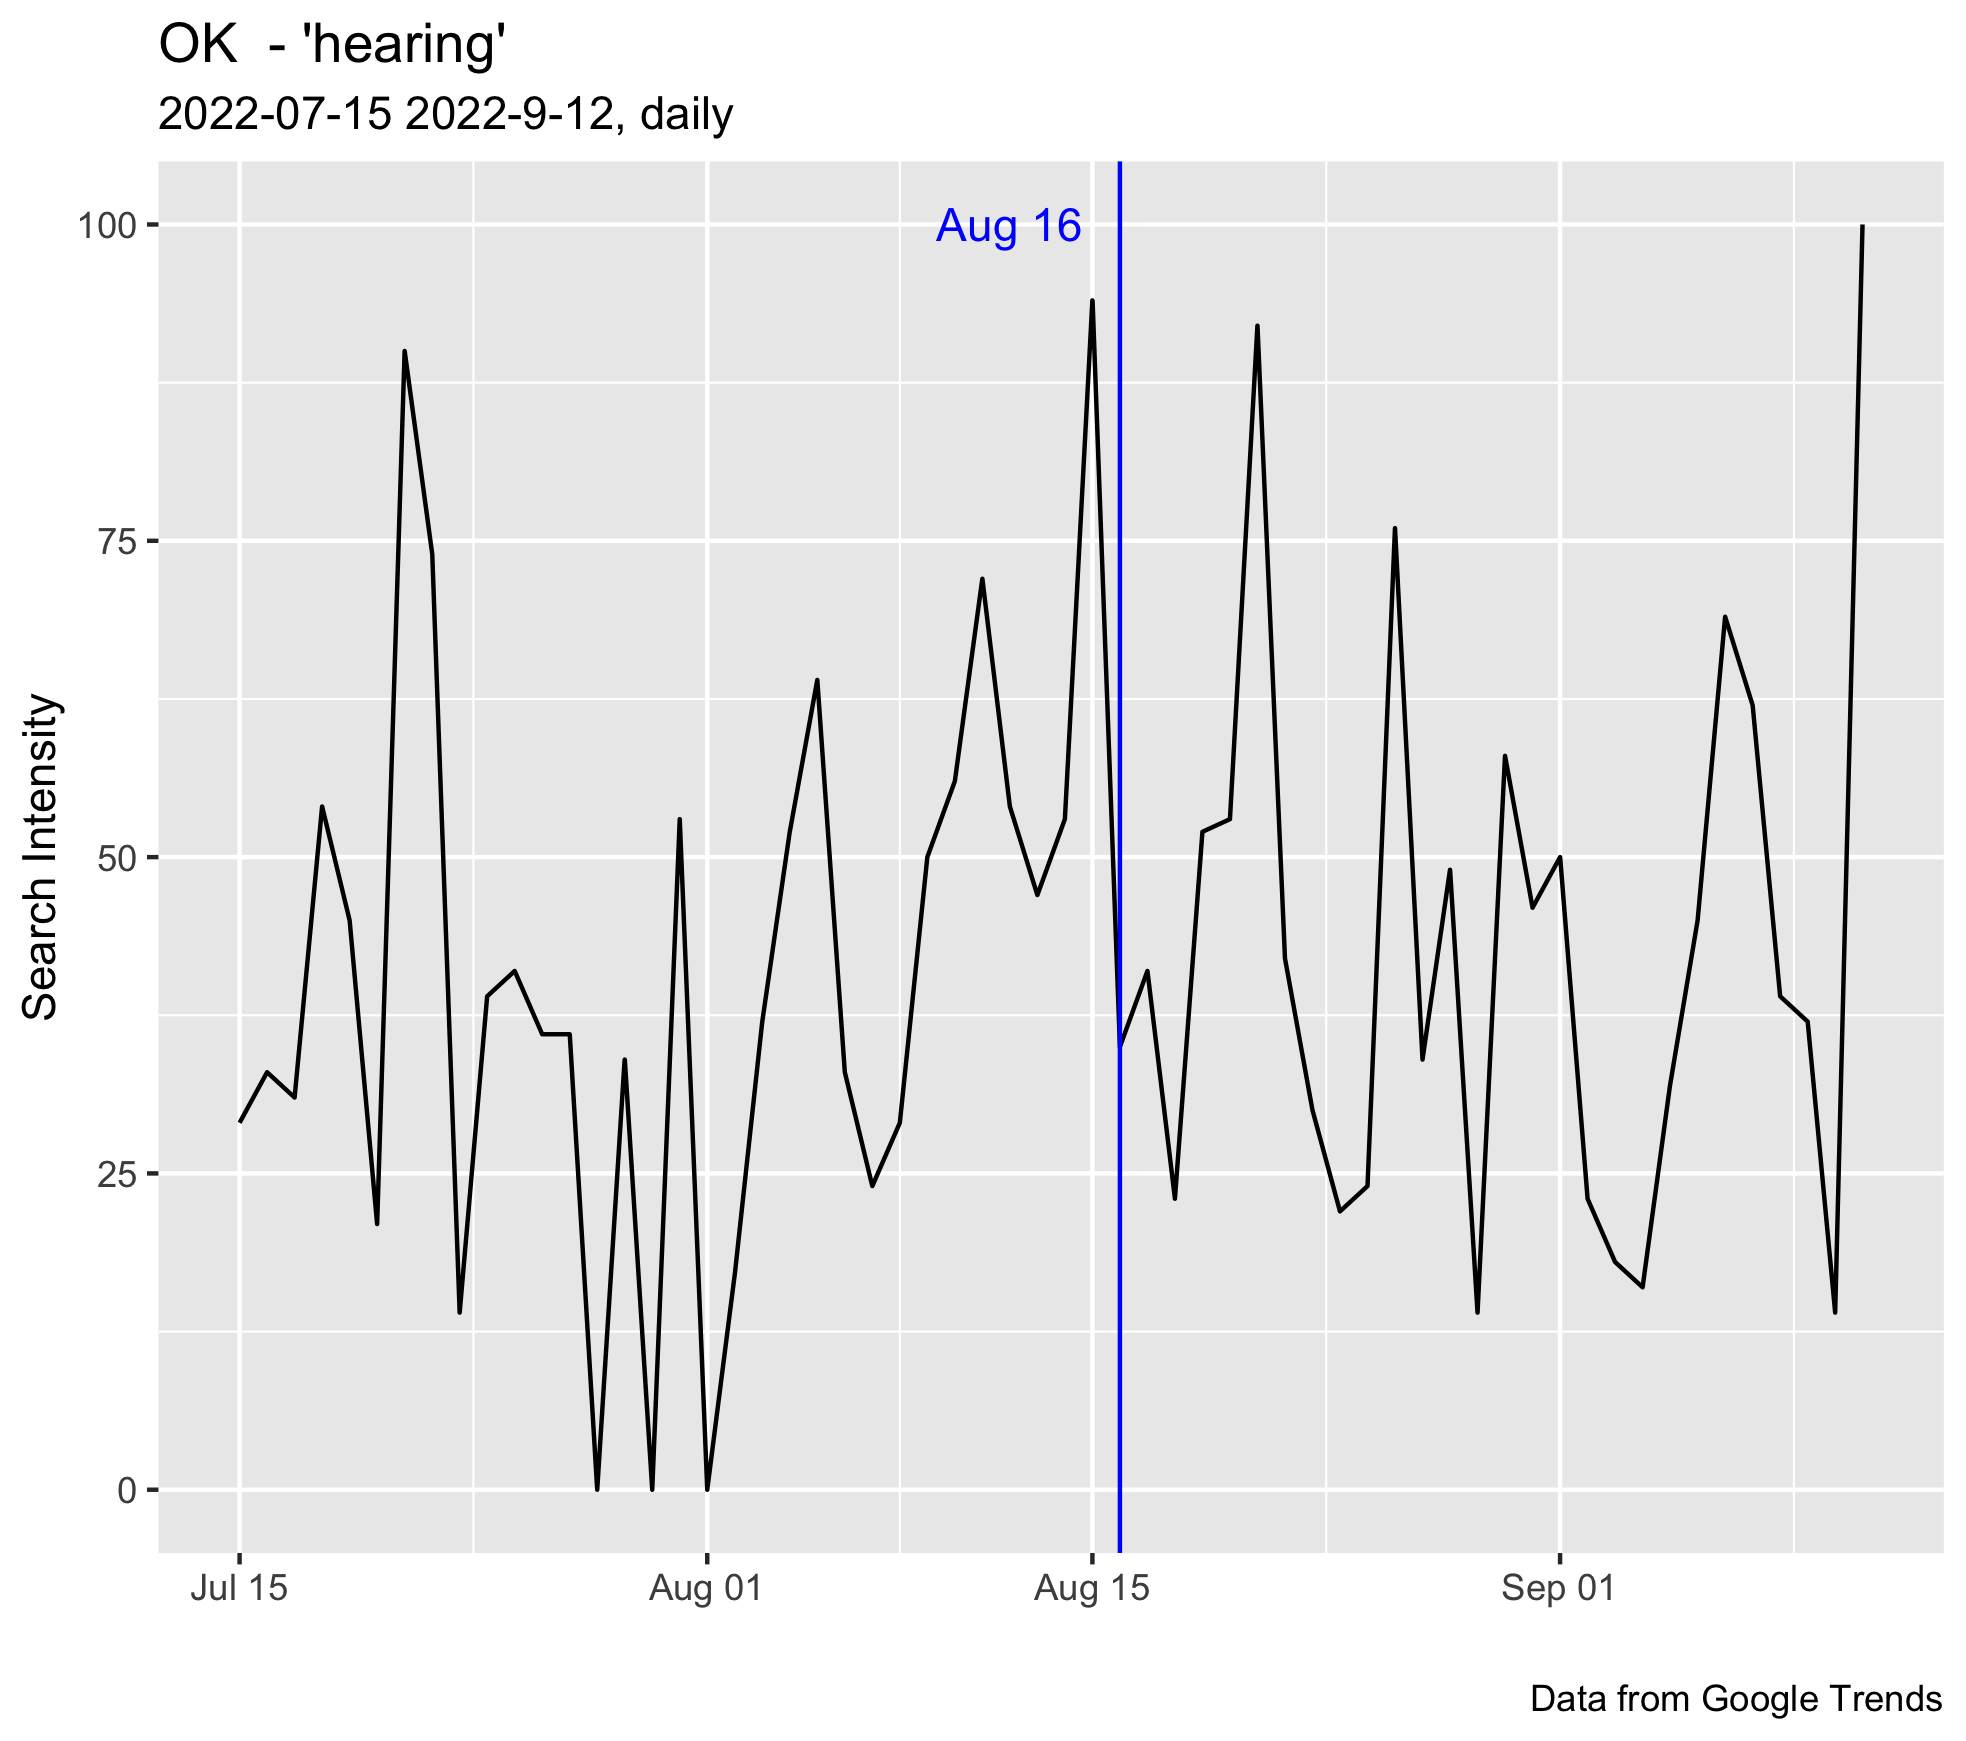 OK  - 'hearing'
2022-07-15 2022-9-12, daily
Aug 16
100
75
50
25
0
Search Intensity
Jul 15
Aug 01
Aug 15
Sep 01
Data from Google Trends